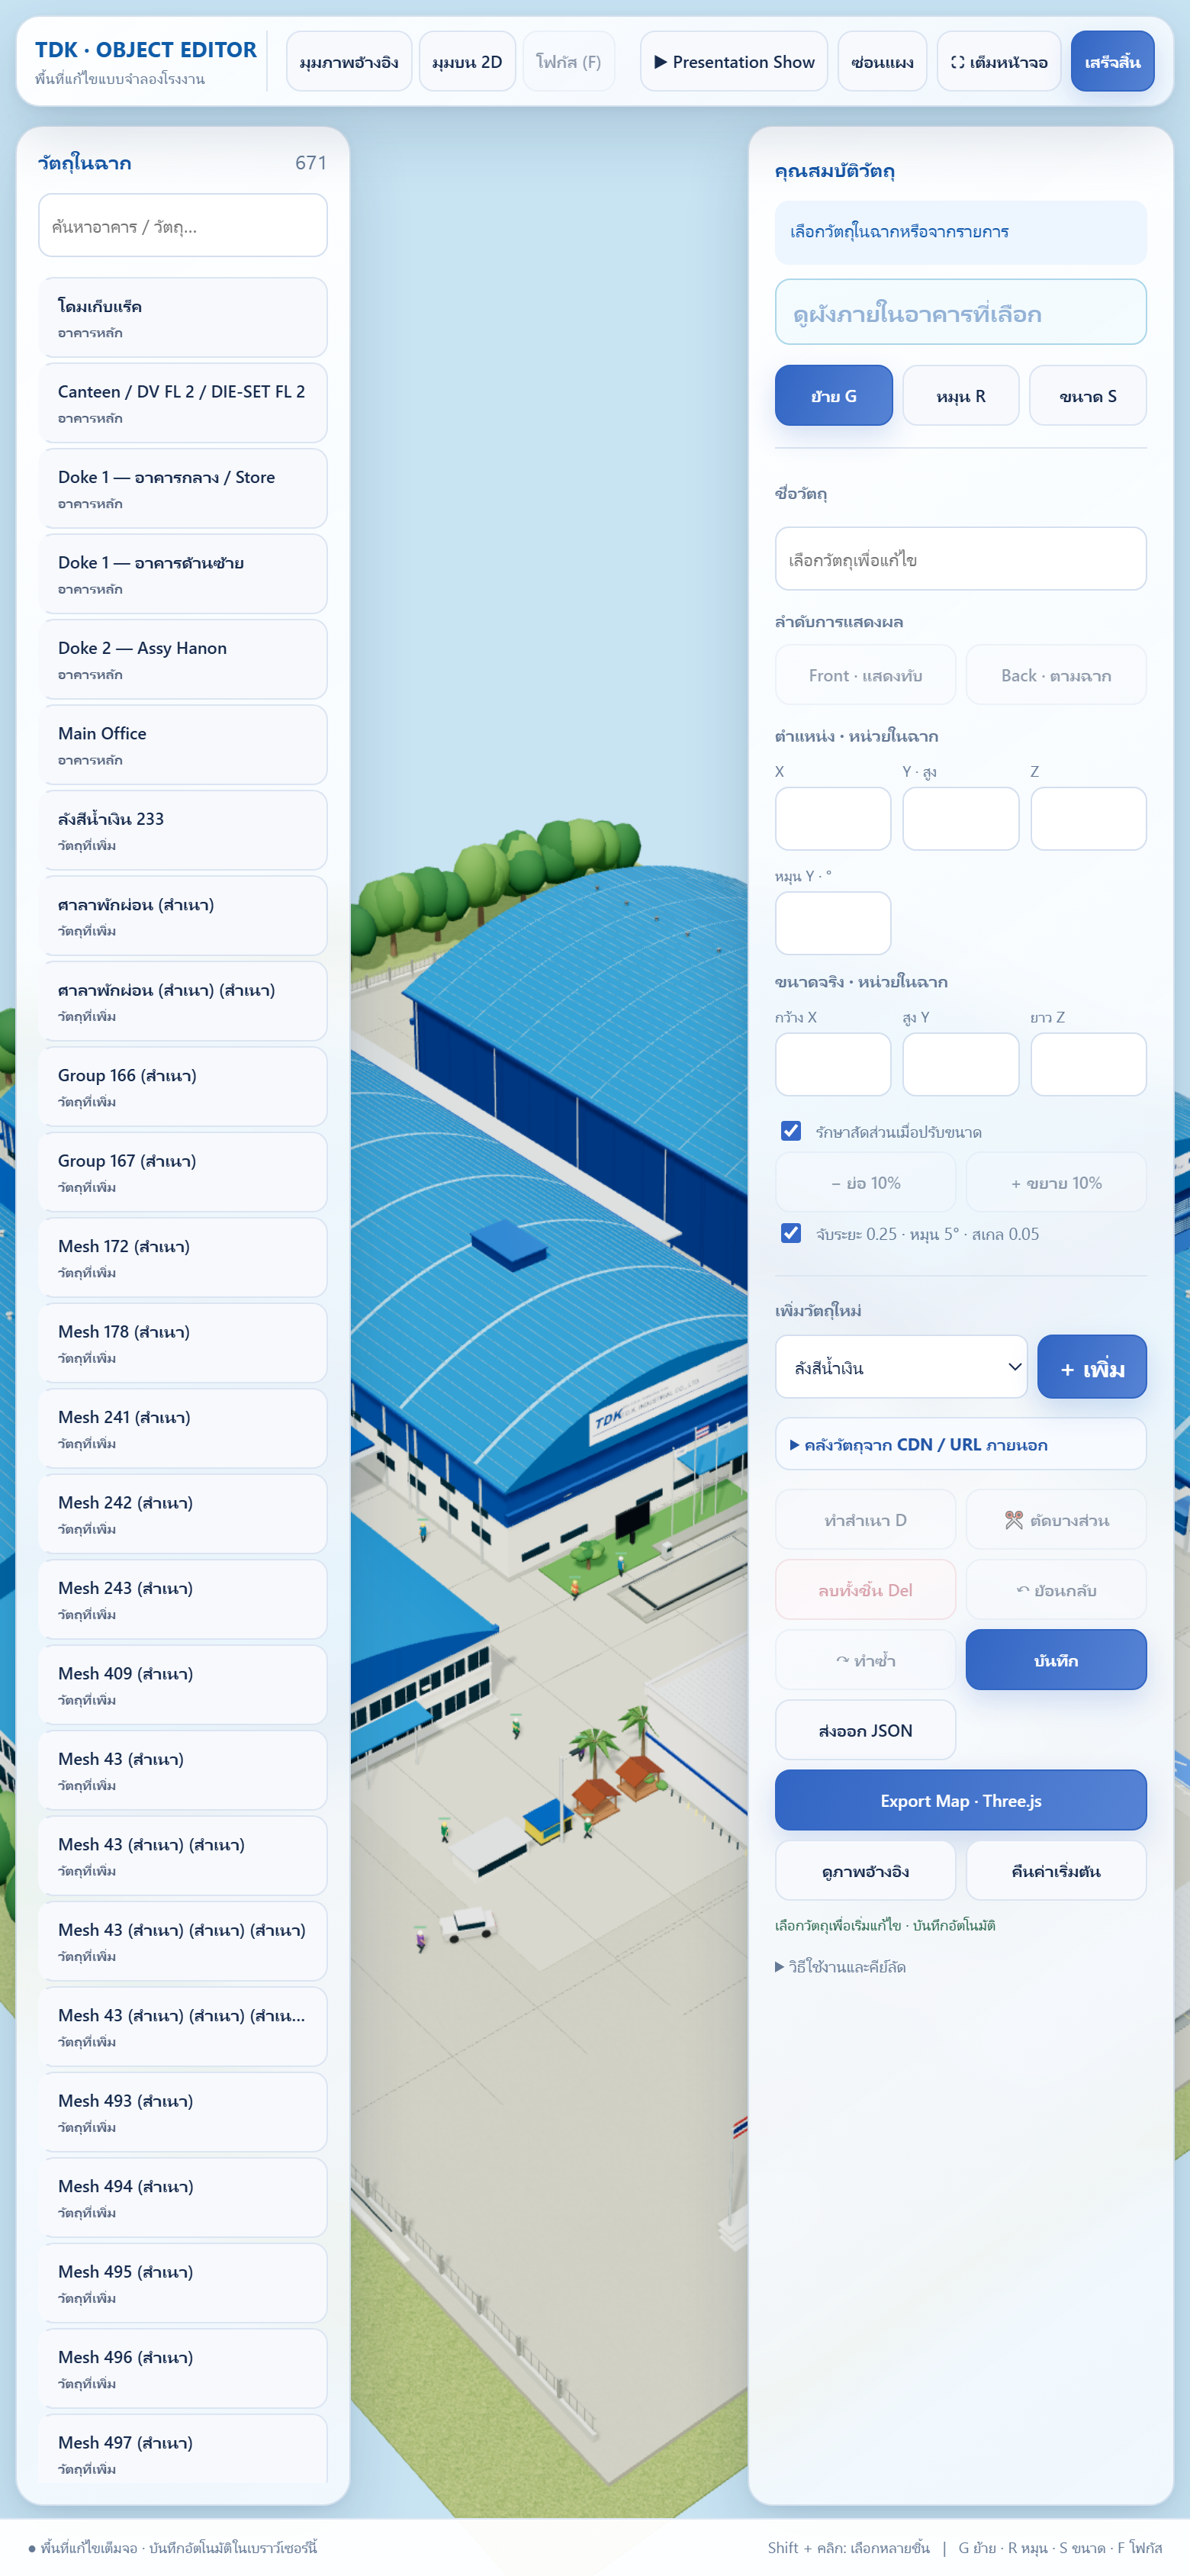 TDK · OBJECT EDITOR
พื้นที่แก้ไขแบบจำลองโรงงาน
มุมภาพอ้างอิง
มุมบน 2D
โฟกัส (F)
▶ Presentation Show
ซ่อนแผง
⛶ เต็มหน้าจอ
เสร็จสิ้น
วัตถุในฉาก 671
ค้นหาอาคาร / วัตถุ...
โดมเก็บแร็ค
อาคารหลัก
Canteen / DV FL 2 / DIE-SET FL 2
อาคารหลัก
Doke 1 — อาคารกลาง / Store
อาคารหลัก
Doke 1 — อาคารด้านซ้าย
อาคารหลัก
Doke 2 — Assy Hanon
อาคารหลัก
Main Office
อาคารหลัก
ลังสีน้ำเงิน 233
วัตถุที่เพิ่ม
ศาลาพักผ่อน (สำเนา)
วัตถุที่เพิ่ม
ศาลาพักผ่อน (สำเนา) (สำเนา)
วัตถุที่เพิ่ม
Group 166 (สำเนา)
วัตถุที่เพิ่ม
Group 167 (สำเนา)
วัตถุที่เพิ่ม
Mesh 172 (สำเนา)
วัตถุที่เพิ่ม
Mesh 178 (สำเนา)
วัตถุที่เพิ่ม
Mesh 241 (สำเนา)
วัตถุที่เพิ่ม
Mesh 242 (สำเนา)
วัตถุที่เพิ่ม
Mesh 243 (สำเนา)
วัตถุที่เพิ่ม
Mesh 409 (สำเนา)
วัตถุที่เพิ่ม
Mesh 43 (สำเนา)
วัตถุที่เพิ่ม
Mesh 43 (สำเนา) (สำเนา)
วัตถุที่เพิ่ม
Mesh 43 (สำเนา) (สำเนา) (สำเนา)
วัตถุที่เพิ่ม
Mesh 43 (สำเนา) (สำเนา) (สำเน...
วัตถุที่เพิ่ม
Mesh 493 (สำเนา)
วัตถุที่เพิ่ม
Mesh 494 (สำเนา)
วัตถุที่เพิ่ม
Mesh 495 (สำเนา)
วัตถุที่เพิ่ม
Mesh 496 (สำเนา)
วัตถุที่เพิ่ม
Mesh 497 (สำเนา)
วัตถุที่เพิ่ม
TDK
คุณสมบัติวัตถุ
เลือกวัตถุในฉากหรือจากรายการ
ดูผังภายในอาคารที่เลือก
ย้าย G
หมุน R
ขนาด S
ชื่อวัตถุ
เลือกวัตถุเพื่อแก้ไข
ลำดับการแสดงผล
Front · แสดงทับ
Back · ตามฉาก
ตำแหน่ง · หน่วยในฉาก
X
Y · สูง
Z
หมุน Y · °
ขนาดจริง · หน่วยในฉาก
กว้าง X
สูง Y
ยาว Z
รักษาสัดส่วนเมื่อปรับขนาด
− ย่อ 10%
+ ขยาย 10%
จับระยะ 0.25 · หมุน 5° · สเกล 0.05
เพิ่มวัตถุใหม่
ลังสีน้ำเงิน
+ เพิ่ม
▶ คลังวัตถุจาก CDN / URL ภายนอก
ทำสำเนา D
✂ ตัดบางส่วน
ลบทั้งชิ้น Del
↶ ย้อนกลับ
↷ ทำซ้ำ
บันทึก
ส่งออก JSON
Export Map · Three.js
ดูภาพอ้างอิง
คืนค่าเริ่มต้น
เลือกวัตถุเพื่อเริ่มแก้ไข · บันทึกอัตโนมัติ
▶ วิธีใช้งานและคีย์ลัด
● พื้นที่แก้ไขเต็มจอ · บันทึกอัตโนมัติในเบราว์เซอร์นี้
Shift + คลิก: เลือกหลายชิ้น | G ย้าย · R หมุน · S ขนาด · F โฟกัส